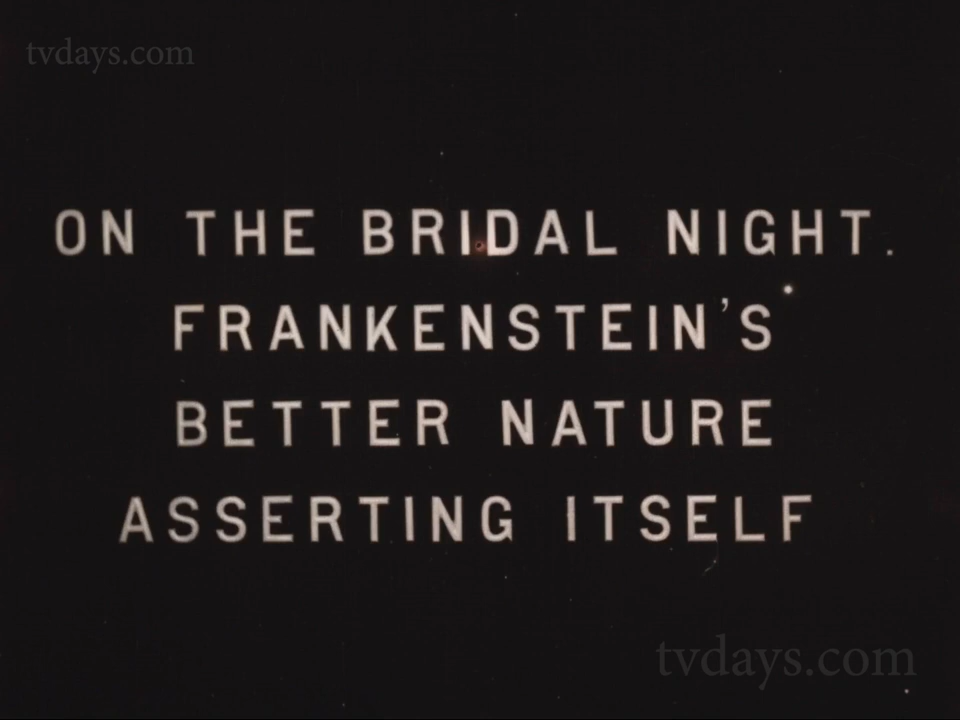 tvdays.com
ON THE BRIDAL NIGHT.
FRANKENSTEIN'S
BETTER NATURE
ASSERTING ITSELF
tvdays.com